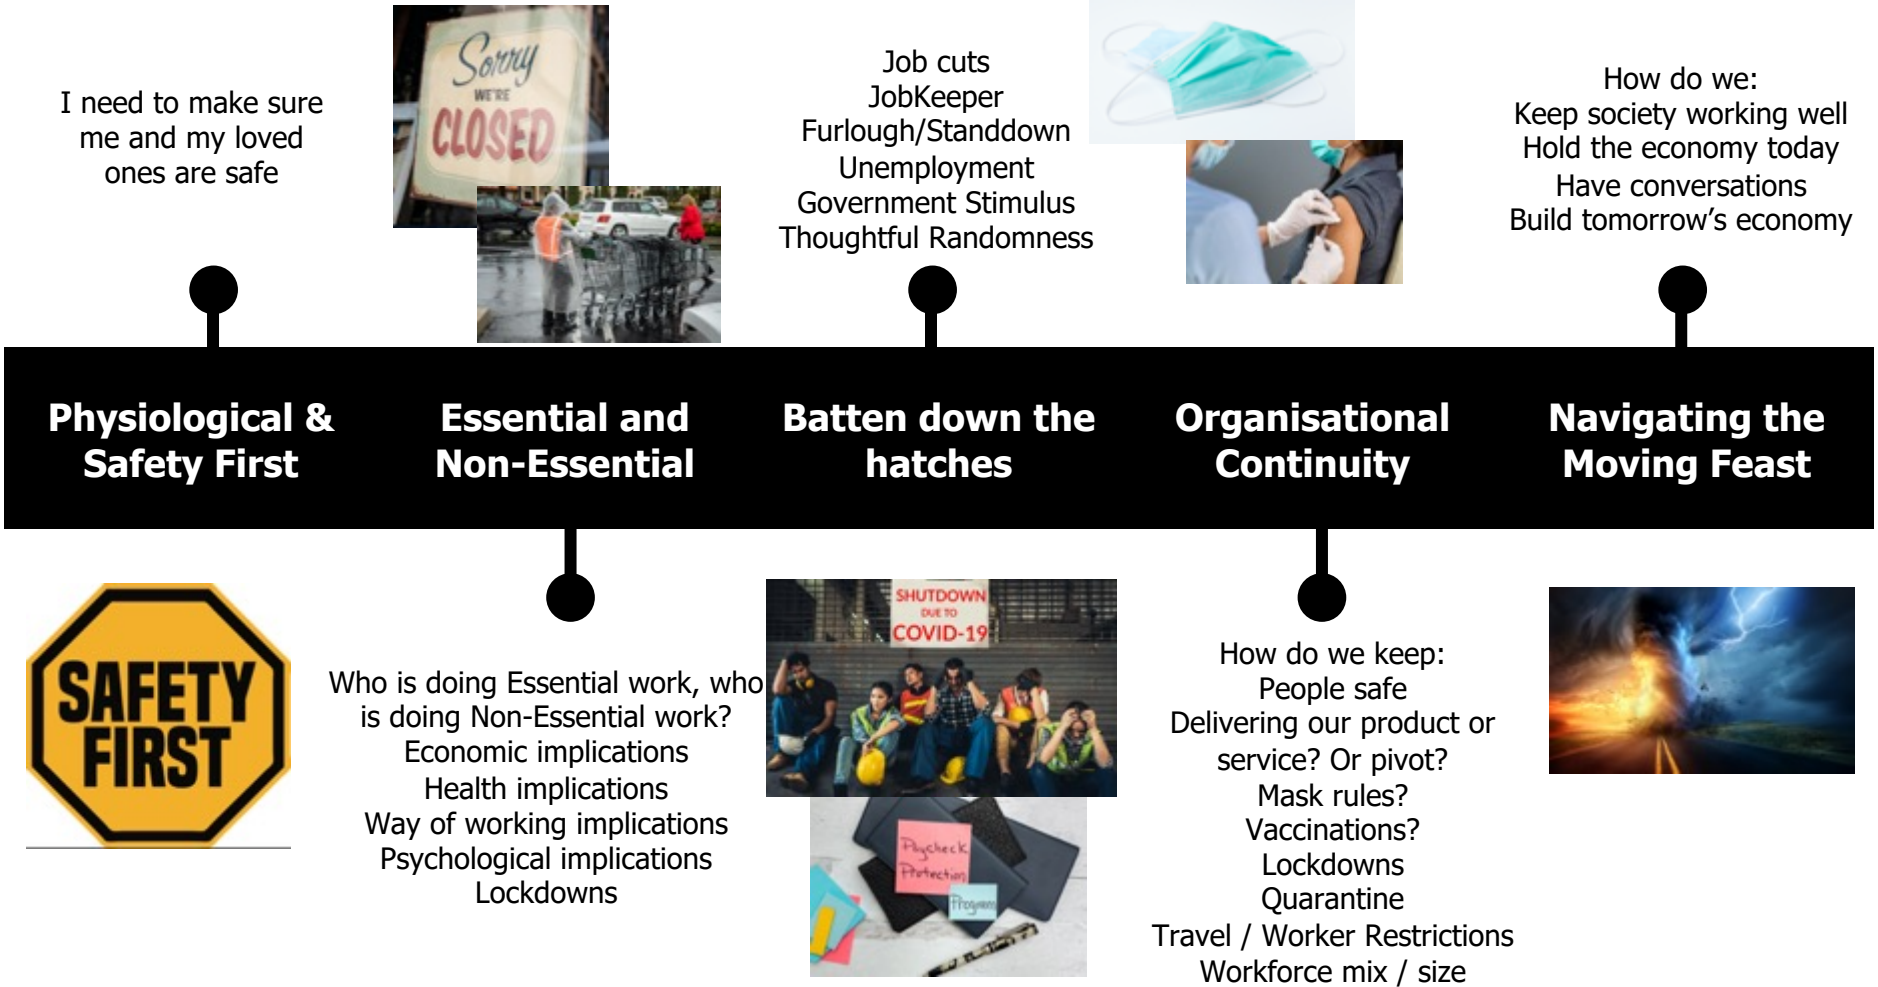 I need to make sure
me and my loved
ones are safe
Sorry
WE'RE
CLOSED
Job cuts
JobKeeper
Furlough/Standdown
Unemployment
Government Stimulus
Thoughtful Randomness
How do we:
Keep society working well
Hold the economy today
Have conversations
Build tomorrow’s economy
Physiological &
Safety First
Essential and
Non-Essential
Batten down the
hatches
Organisational
Continuity
Navigating the
Moving Feast
SAFETY
FIRST
Who is doing Essential work, who
is doing Non-Essential work?
Economic implications
Health implications
Way of working implications
Psychological implications
Lockdowns
SHUTDOWN
DUE TO
COVID-19
Paycheck
Protection
Program
How do we keep:
People safe
Delivering our product or
service? Or pivot?
Mask rules?
Vaccinations?
Lockdowns
Quarantine
Travel / Worker Restrictions
Workforce mix / size